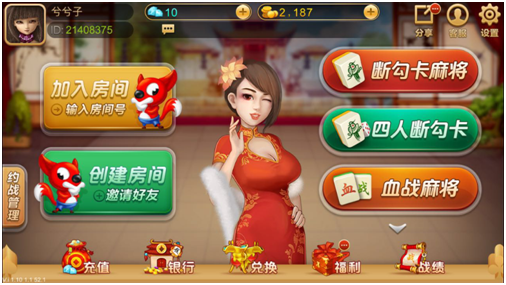 兮兮子
ID: 21408375
10
2,187
分享
客服
设置
加入房间
输入房间号
创建房间
邀请好友
约战管理
断勾卡麻将
四人断勾卡
血战
血战麻将
充值
银行
兑换
福利
战绩